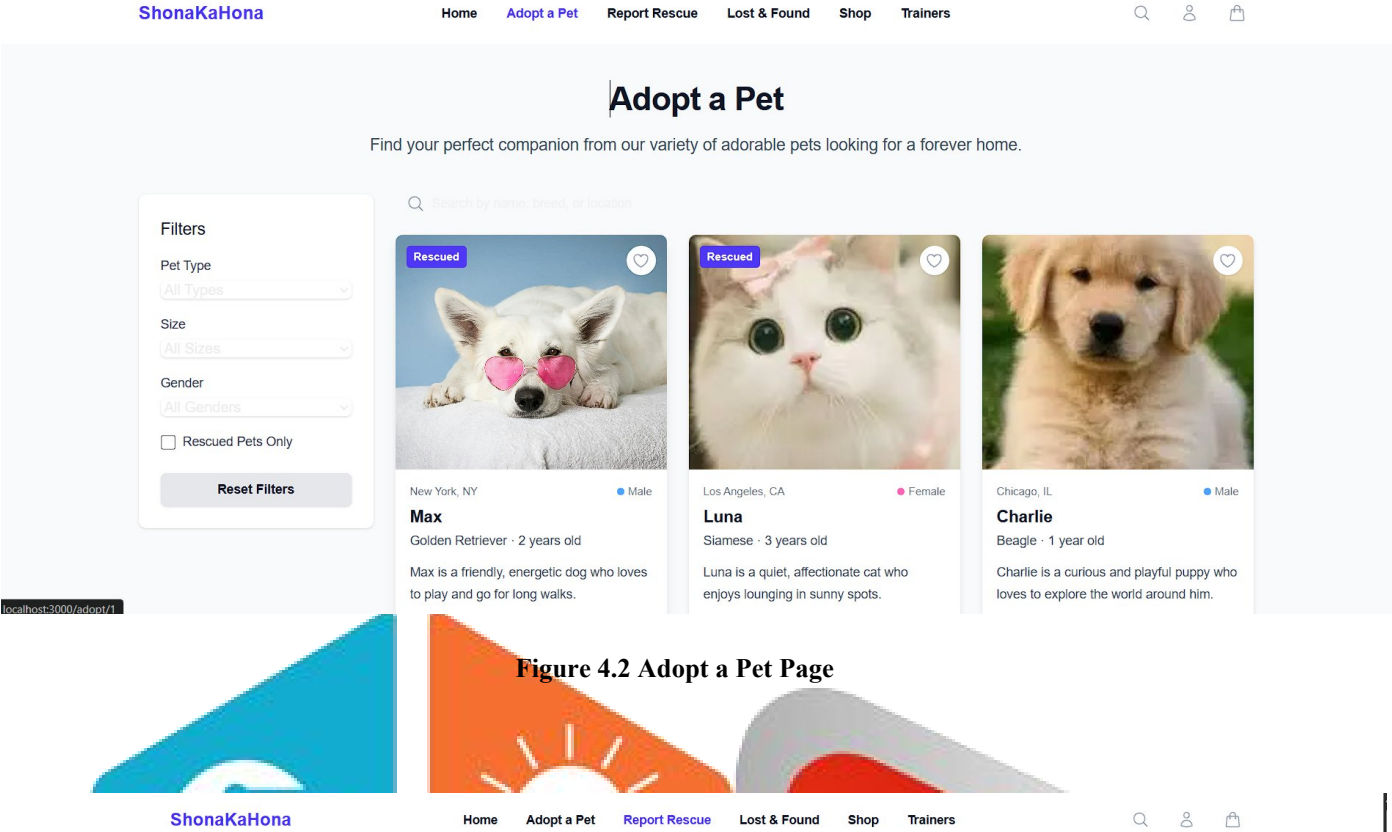 ShonaKaHona Home Adopt a Pet Report Rescue Lost & Found Shop Trainers
Adopt a Pet
Find your perfect companion from our variety of adorable pets looking for a forever home.
Search by name, breed, or location
Filters
Pet Type
All Types
Size
All Sizes
Gender
All Genders
Rescued Pets Only
Reset Filters
Rescued
New York, NY Male
Max
Golden Retriever · 2 years old
Max is a friendly, energetic dog who loves
to play and go for long walks.
Rescued
Los Angeles, CA Female
Luna
Siamese · 3 years old
Luna is a quiet, affectionate cat who
enjoys lounging in sunny spots.
Chicago, IL Male
Charlie
Beagle · 1 year old
Charlie is a curious and playful puppy who
loves to explore the world around him.
localhost:3000/adopt/1
Figure 4.2 Adopt a Pet Page
ShonaKaHona Home Adopt a Pet Report Rescue Lost & Found Shop Trainers